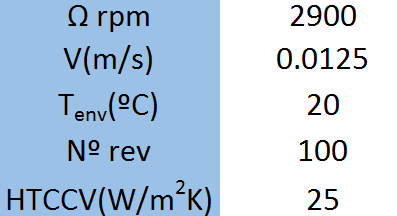 Ω rpm 2900
V(m/s) 0.0125
Tenv(ºC) 20
Nº rev 100
HTCCV(W/m²K) 25